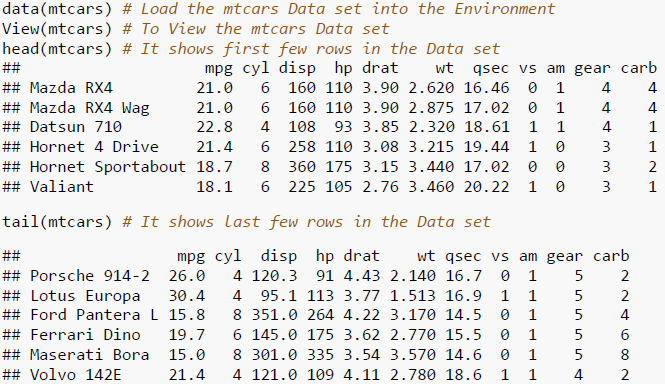 data(mtcars) # Load the mtcars Data set into the Environment
View(mtcars) # To View the mtcars Data set
head(mtcars) # It shows first few rows in the Data set
##                    mpg cyl disp  hp drat    wt  qsec vs am gear carb
## Mazda RX4         21.0   6  160 110 3.90 2.620 16.46  0  1    4    4
## Mazda RX4 Wag     21.0   6  160 110 3.90 2.875 17.02  0  1    4    4
## Datsun 710        22.8   4  108  93 3.85 2.320 18.61  1  1    4    1
## Hornet 4 Drive    21.4   6  258 110 3.08 3.215 19.44  1  0    3    1
## Hornet Sportabout 18.7   8  360 175 3.15 3.440 17.02  0  0    3    2
## Valiant           18.1   6  225 105 2.76 3.460 20.22  1  0    3    1
tail(mtcars) # It shows last few rows in the Data set
##                 mpg cyl  disp  hp drat    wt qsec vs am gear carb
## Porsche 914-2  26.0   4 120.3  91 4.43 2.140 16.7  0  1    5    2
## Lotus Europa   30.4   4  95.1 113 3.77 1.513 16.9  1  1    5    2
## Ford Pantera L 15.8   8 351.0 264 4.22 3.170 14.5  0  1    5    4
## Ferrari Dino   19.7   6 145.0 175 3.62 2.770 15.5  0  1    5    6
## Maserati Bora  15.0   8 301.0 335 3.54 3.570 14.6  0  1    5    8
## Volvo 142E     21.4   4 121.0 109 4.11 2.780 18.6  1  1    4    2